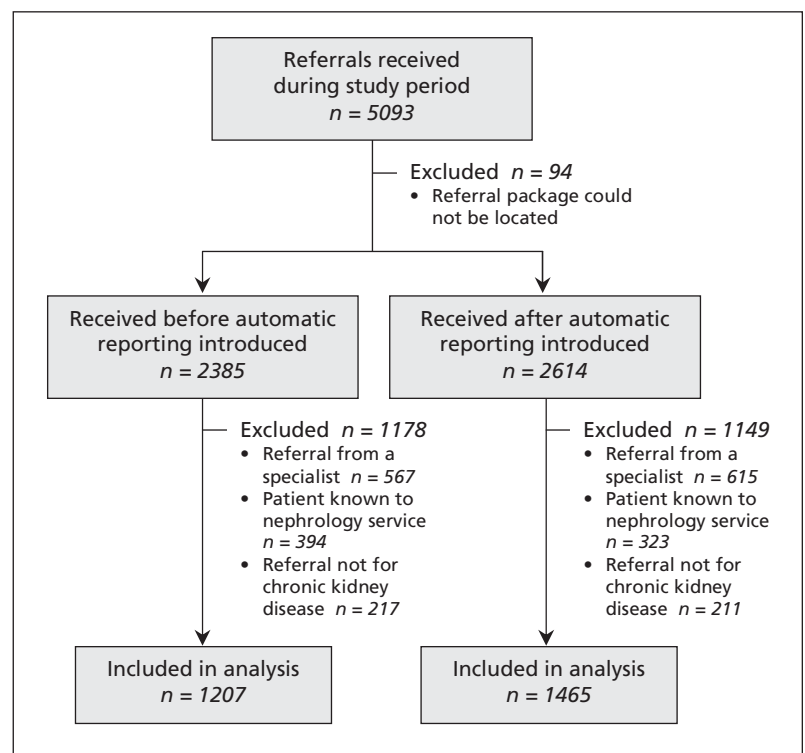 Referrals received
during study period
n = 5093
Excluded n = 94
• Referral package could
not be located
Received before automatic
reporting introduced
n = 2385
Received after automatic
reporting introduced
n = 2614
Excluded n = 1178
• Referral from a
specialist n = 567
• Patient known to
nephrology service
n = 394
• Referral not for
chronic kidney
disease n = 217
Excluded n = 1149
• Referral from a
specialist n = 615
• Patient known to
nephrology service
n = 323
• Referral not for
chronic kidney
disease n = 211
Included in analysis
n = 1207
Included in analysis
n = 1465